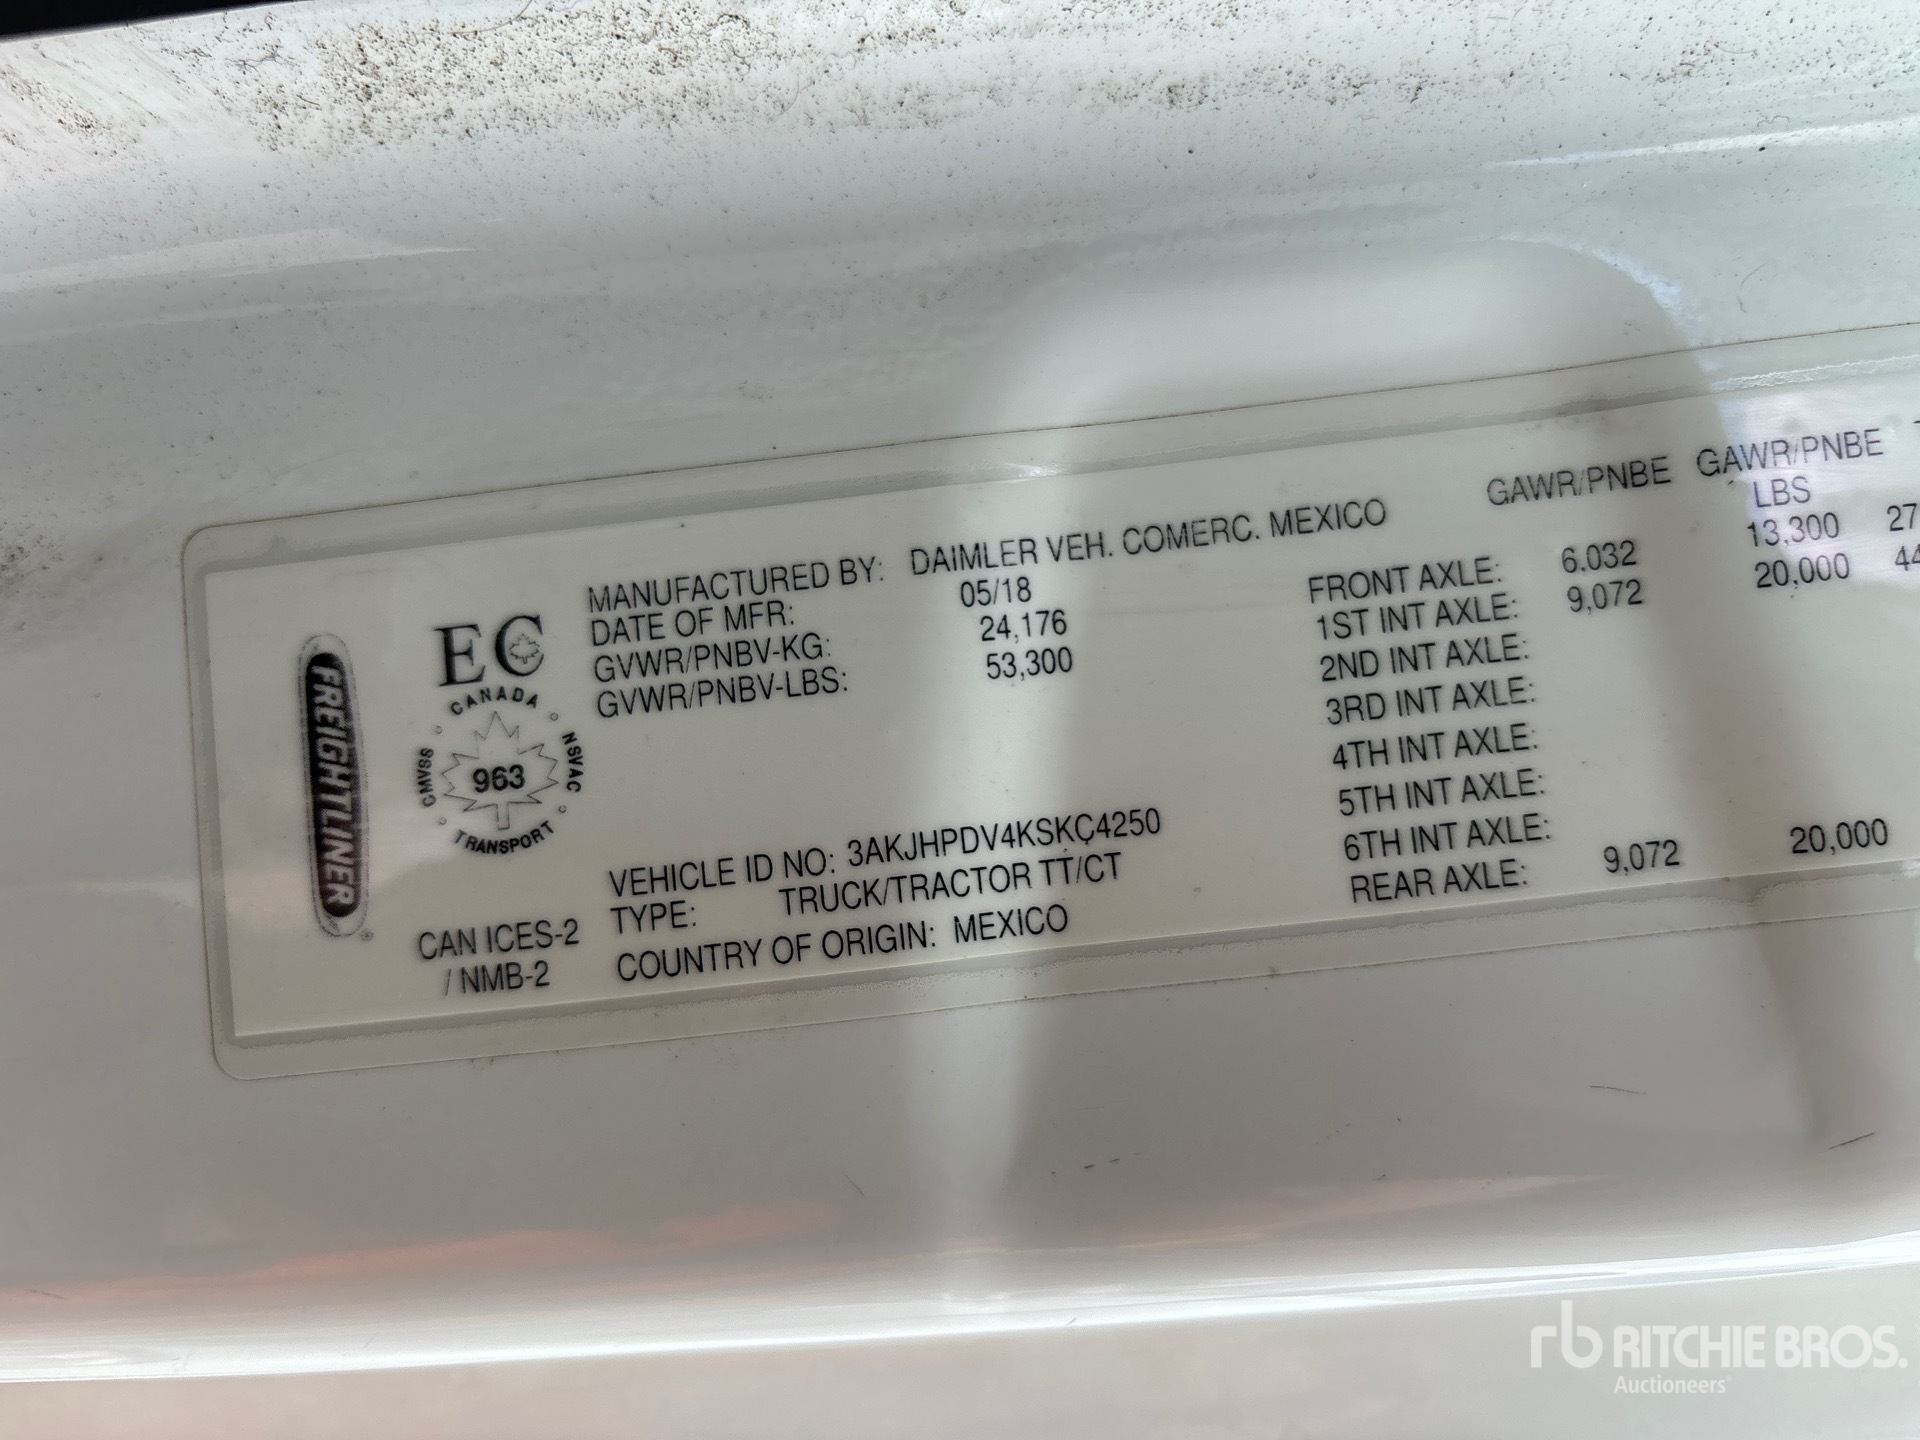 FREIGHTLINER®
EC
CANADA
CMVSS
NSVAC
963
TRANSPORT
CAN ICES-2
/ NMB-2
MANUFACTURED BY: DAIMLER VEH. COMERC. MEXICO
DATE OF MFR: 05/18
GVWR/PNBV-KG: 24,176
GVWR/PNBV-LBS: 53,300
VEHICLE ID NO: 3AKJHPDV4KSKC4250
TYPE: TRUCK/TRACTOR TT/CT
COUNTRY OF ORIGIN: MEXICO
GAWR/PNBE GAWR/PNBE
LBS
FRONT AXLE: 6.032 13,300 27
1ST INT AXLE: 9,072 20,000 44
2ND INT AXLE:
3RD INT AXLE:
4TH INT AXLE:
5TH INT AXLE:
6TH INT AXLE:
REAR AXLE: 9,072 20,000
rb RITCHIE BROS.
Auctioneers